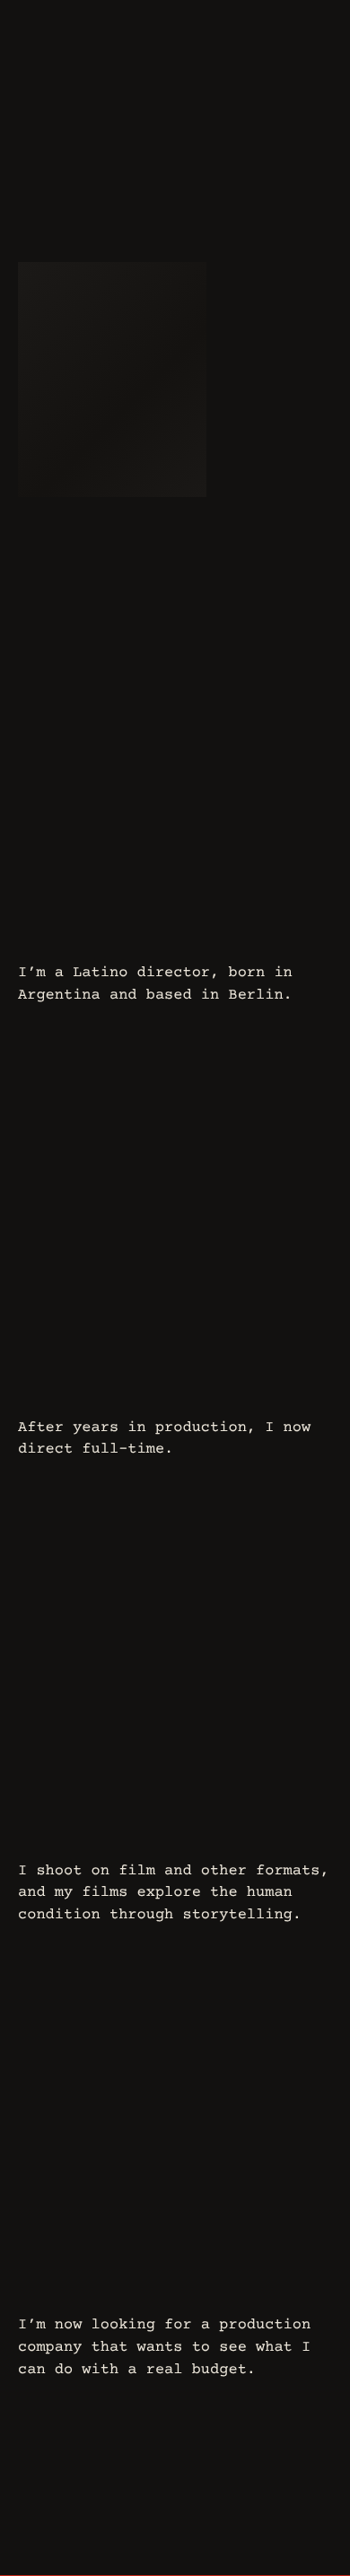 I’m a Latino director, born in
Argentina and based in Berlin.
After years in production, I now
direct full-time.
I shoot on film and other formats,
and my films explore the human
condition through storytelling.
I’m now looking for a production
company that wants to see what I
can do with a real budget.